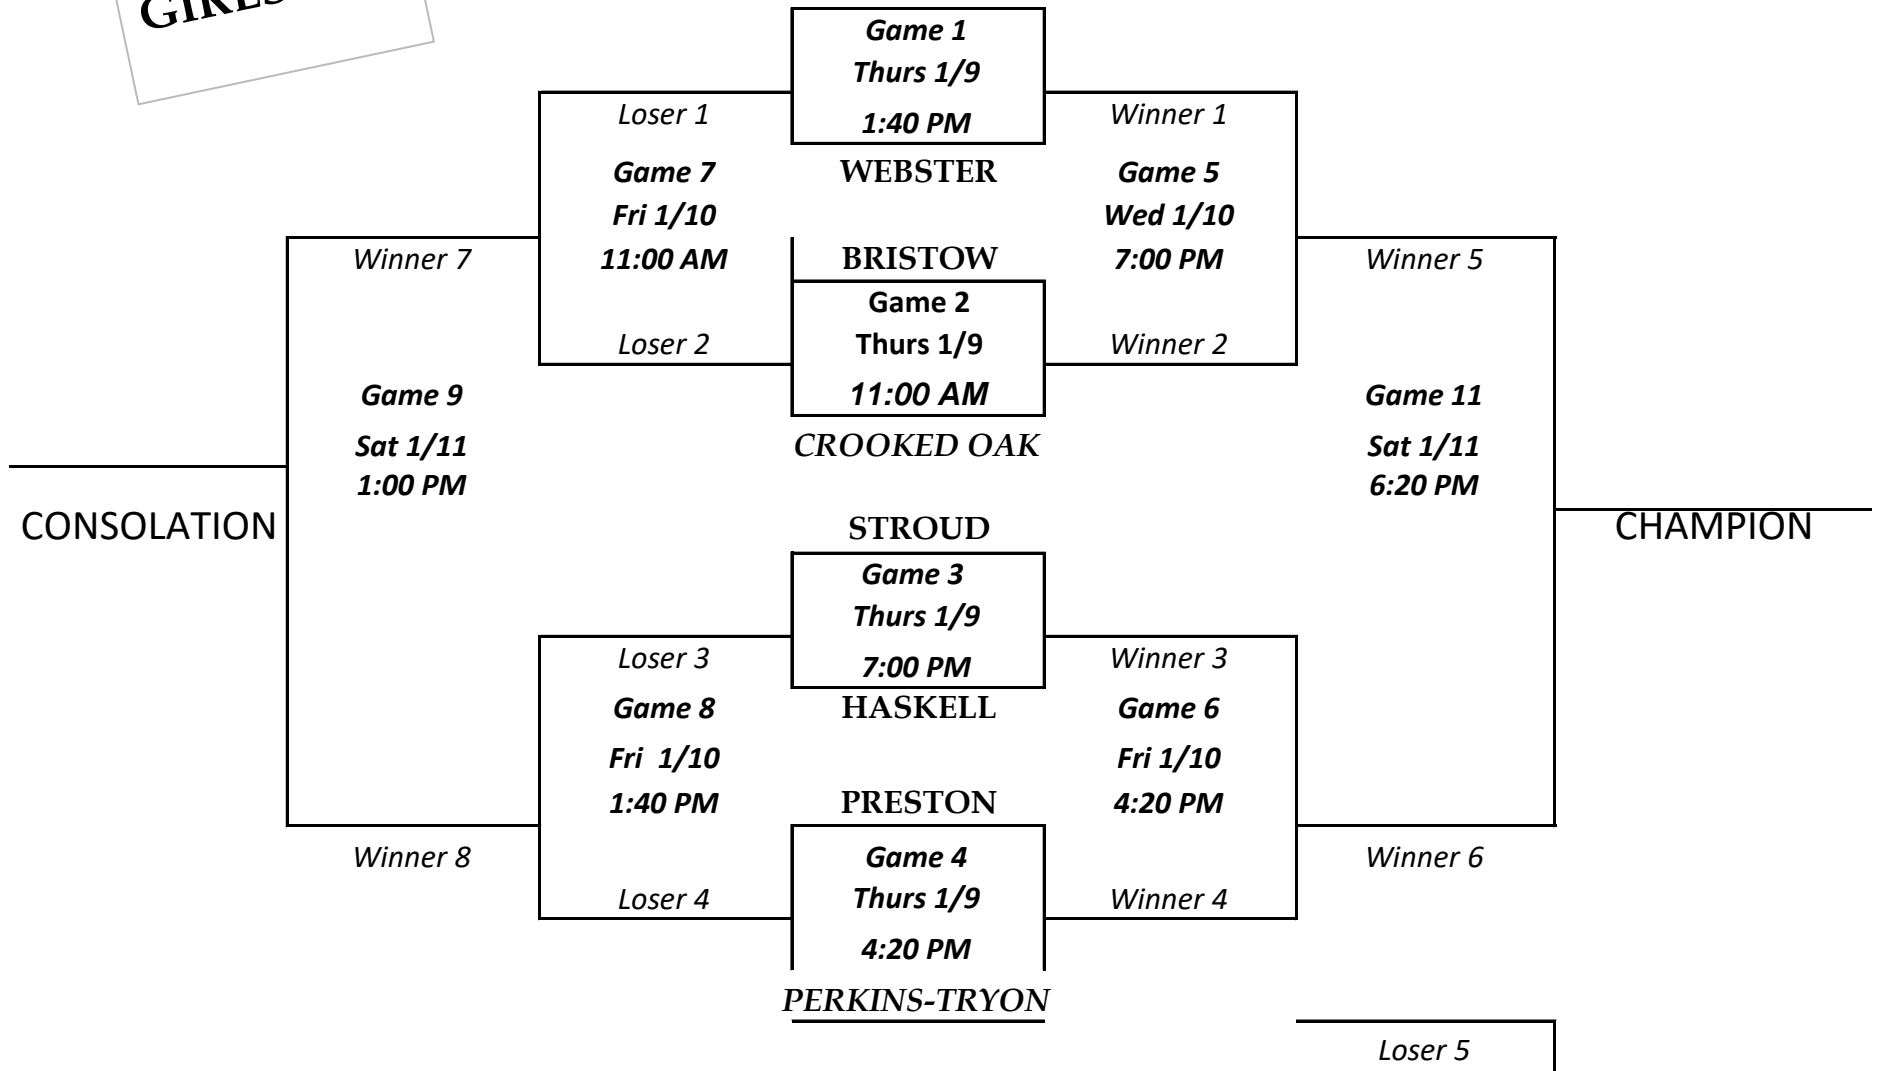 GIRLS
Game 1
Thurs 1/9
1:40 PM
Loser 1
Winner 1
WEBSTER
Game 7
Fri 1/10
11:00 AM
Game 5
Wed 1/10
7:00 PM
Winner 7
BRISTOW
Winner 5
Game 2
Thurs 1/9
11:00 AM
Loser 2
Winner 2
CROOKED OAK
Game 9
Sat 1/11
1:00 PM
Game 11
Sat 1/11
6:20 PM
CONSOLATION
CHAMPION
STROUD
Game 3
Thurs 1/9
7:00 PM
Loser 3
Winner 3
HASKELL
Game 8
Fri  1/10
1:40 PM
Game 6
Fri 1/10
4:20 PM
PRESTON
Winner 8
Game 4
Thurs 1/9
4:20 PM
Winner 6
Loser 4
Winner 4
PERKINS-TRYON
Loser 5